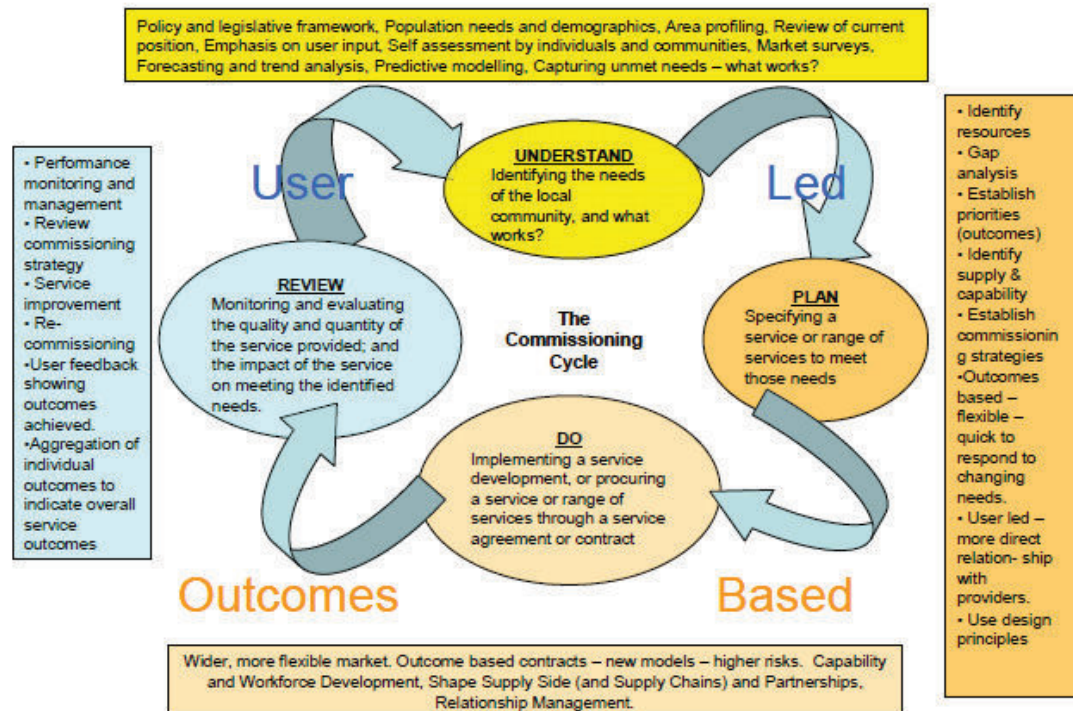 Policy and legislative framework, Population needs and demographics, Area profiling, Review of current
position, Emphasis on user input, Self assessment by individuals and communities, Market surveys,
Forecasting and trend analysis, Predictive modelling, Capturing unmet needs – what works?
User
Led
UNDERSTAND
Identifying the needs
of the local
community, and what
works?
• Performance
monitoring and
management
• Review
commissioning
strategy
• Service
improvement
• Re-
commissioning
•User feedback
showing
outcomes
achieved.
•Aggregation of
individual
outcomes to
indicate overall
service
outcomes
REVIEW
Monitoring and evaluating
the quality and quantity of
the service provided; and
the impact of the service
on meeting the identified
needs.
The
Commissioning
Cycle
PLAN
Specifying a
service or range of
services to meet
those needs
• Identify
resources
• Gap
analysis
• Establish
priorities
(outcomes)
• Identify
supply &
capability
• Establish
commissionin
g strategies
•Outcomes
based –
flexible –
quick to
respond to
changing
needs.
• User led –
more direct
relation- ship
with
providers.
• Use design
principles
DO
Implementing a service
development, or procuring
a service or range of
services through a service
agreement or contract
Outcomes
Based
Wider, more flexible market. Outcome based contracts – new models – higher risks. Capability
and Workforce Development, Shape Supply Side (and Supply Chains) and Partnerships,
Relationship Management.